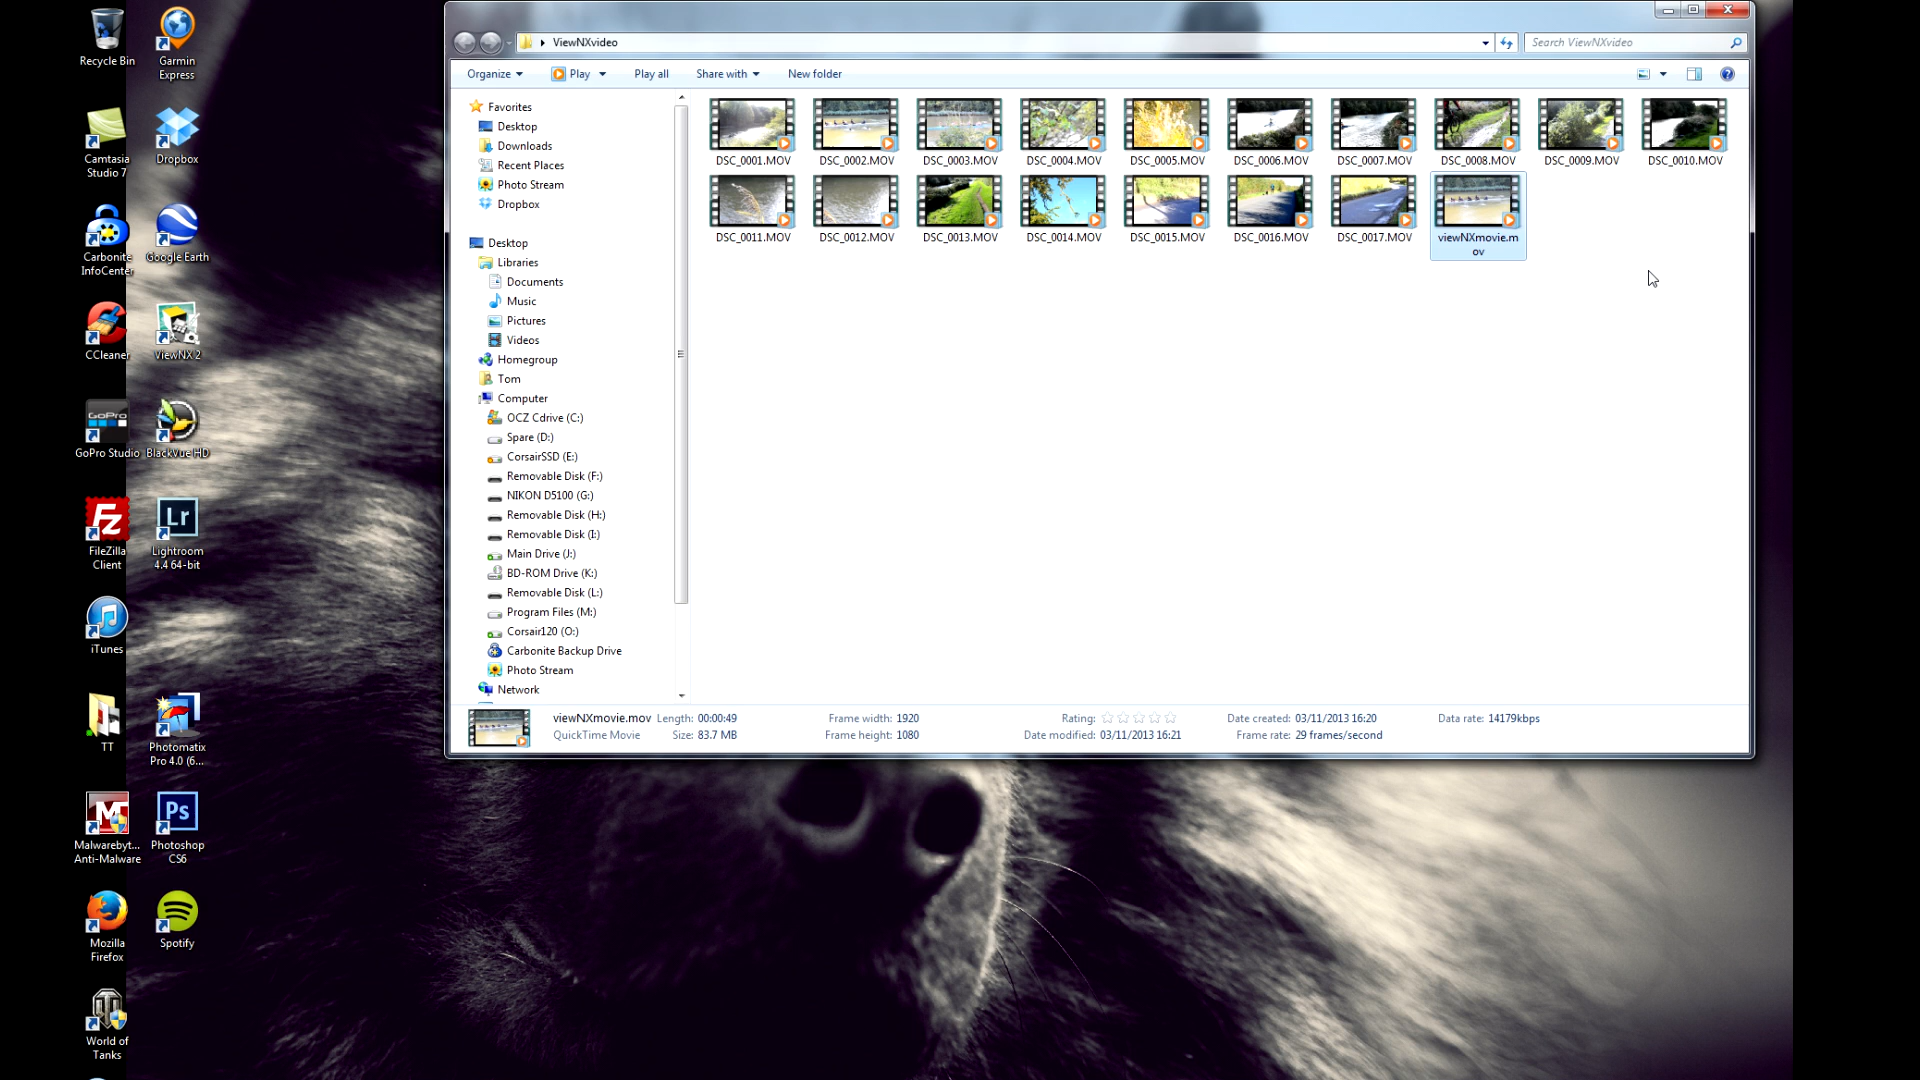 Recycle Bin
Garmin
Express
Camtasia
Studio 7
Dropbox
Carbonite
InfoCenter
Google Earth
CCleaner
ViewNX 2
GoPro
GoPro Studio
BlackVue HD
Fz
FileZilla
Client
Lr
Lightroom
4.4 64-bit
iTunes
TT
Photomatix
Pro 4.0 (6...
M
Malwarebyt...
Anti-Malware
Ps
Photoshop
CS6
Mozilla
Firefox
Spotify
World of
Tanks
ViewNXvideo
Search ViewNXvideo
Organize
Play
Play all
Share with
New folder
Favorites
Desktop
Downloads
Recent Places
Photo Stream
Dropbox
Desktop
Libraries
Documents
Music
Pictures
Videos
Homegroup
Tom
Computer
OCZ Cdrive (C:)
Spare (D:)
CorsairSSD (E:)
Removable Disk (F:)
NIKON D5100 (G:)
Removable Disk (H:)
Removable Disk (I:)
Main Drive (J:)
BD-ROM Drive (K:)
Removable Disk (L:)
Program Files (M:)
Corsair120 (O:)
Carbonite Backup Drive
Photo Stream
Network
DSC_0001.MOV
DSC_0002.MOV
DSC_0003.MOV
DSC_0004.MOV
DSC_0005.MOV
DSC_0006.MOV
DSC_0007.MOV
DSC_0008.MOV
DSC_0009.MOV
DSC_0010.MOV
DSC_0011.MOV
DSC_0012.MOV
DSC_0013.MOV
DSC_0014.MOV
DSC_0015.MOV
DSC_0016.MOV
DSC_0017.MOV
viewNXmovie.m
ov
viewNXmovie.mov Length: 00:00:49 Frame width: 1920 Rating: Date created: 03/11/2013 16:20 Data rate: 14179kbps
QuickTime Movie Size: 83.7 MB Frame height: 1080 Date modified: 03/11/2013 16:21 Frame rate: 29 frames/second